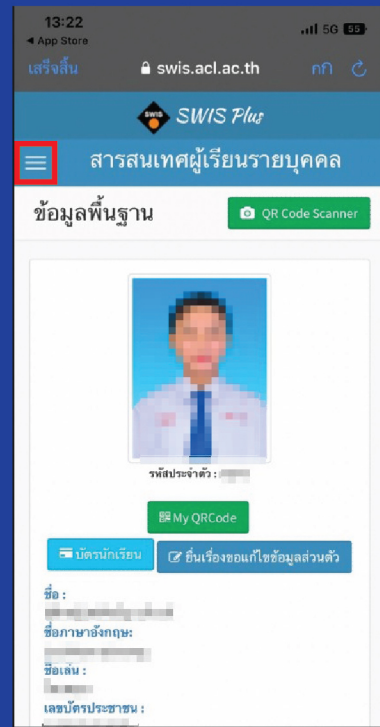 13:22
5G 55
◄ App Store
เสร็จสิ้น swis.acl.ac.th กก
SWIS SWIS Plus
สารสนเทศผู้เรียนรายบุคคล
ข้อมูลพื้นฐาน QR Code Scanner
รหัสประจำตัว :
My QRCode
บัตรนักเรียน ยื่นเรื่องขอแก้ไขข้อมูลส่วนตัว
ชื่อ :
ชื่อภาษาอังกฤษ:
ชื่อเล่น :
เลขบัตรประชาชน :